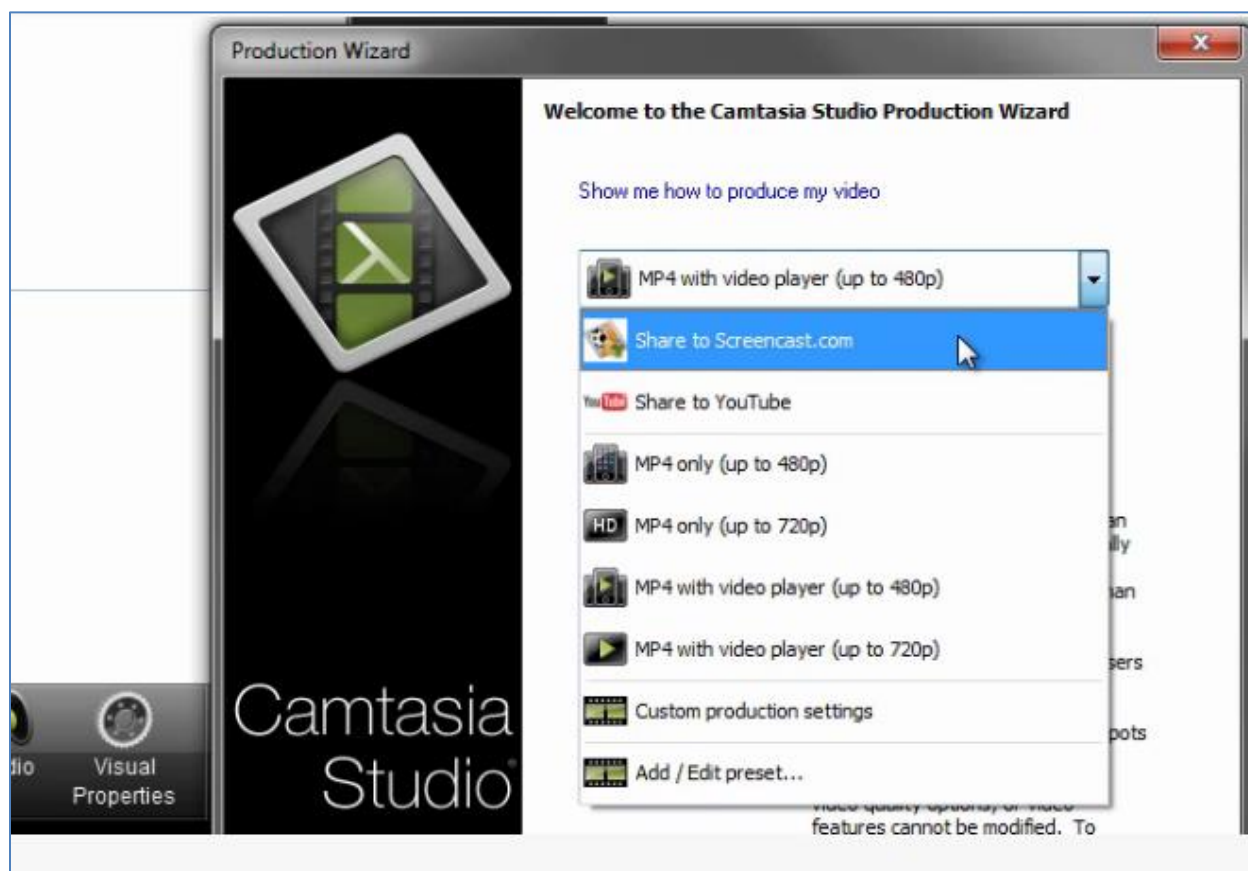 Production Wizard
Welcome to the Camtasia Studio Production Wizard
Show me how to produce my video
MP4 with video player (up to 480p)
Share to Screencast.com
YouTube Share to YouTube
MP4 only (up to 480p)
HD MP4 only (up to 720p)
MP4 with video player (up to 480p)
MP4 with video player (up to 720p)
Custom production settings
Add / Edit preset...
features cannot be modified. To
Camtasia
Studio
Visual
Properties